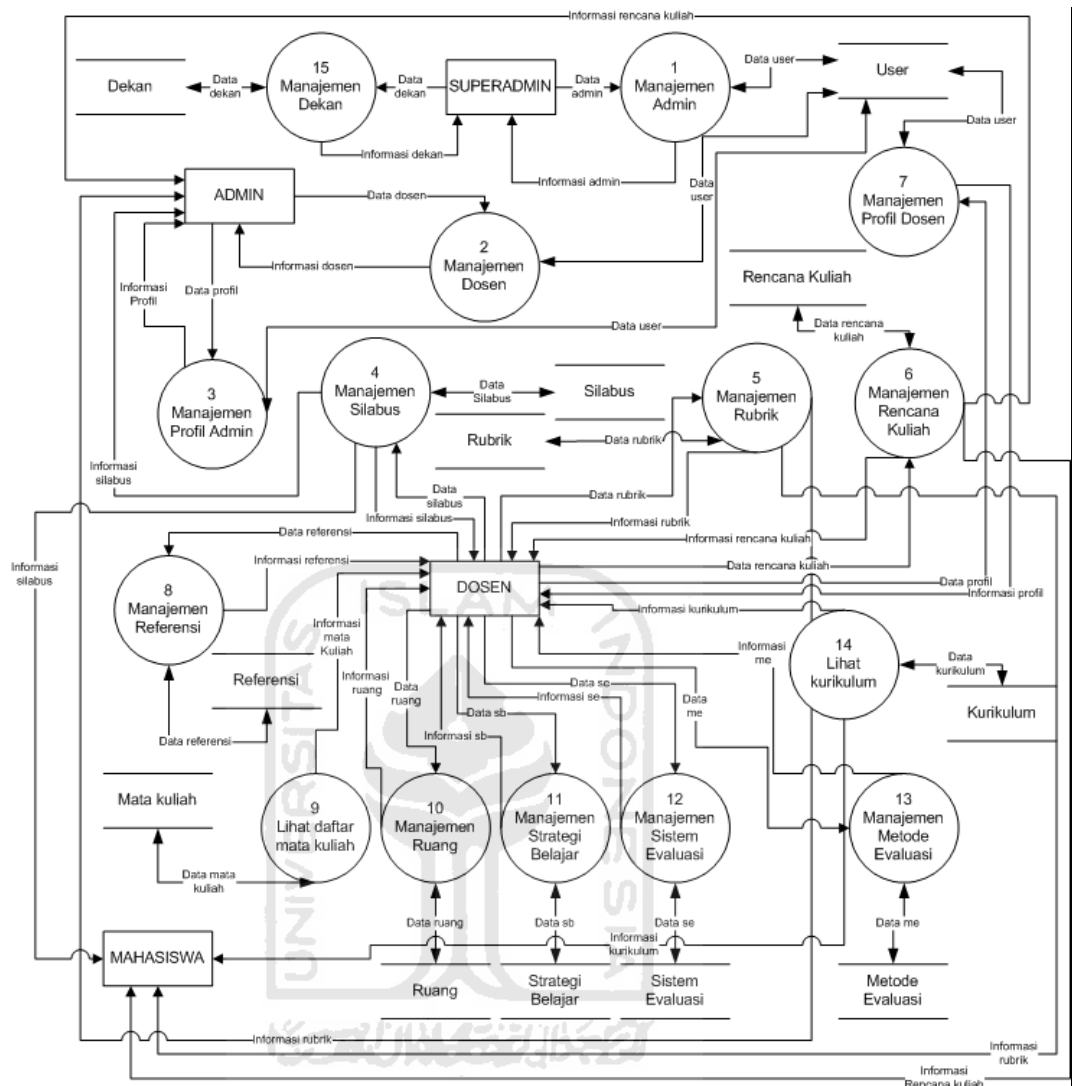 Informasi rencana kuliah
Dekan
Data
dekan
15
Manajemen
Dekan
Data
dekan
SUPERADMIN
Data
admin
1
Manajemen
Admin
Data user
User
Informasi dekan
Informasi admin
Data
user
Data user
ADMIN
Data dosen
2
Manajemen
Dosen
Informasi dosen
7
Manajemen
Profil Dosen
Informasi
Profil
Data profil
Rencana Kuliah
Data user
Data rencana
kuliah
3
Manajemen
Profil Admin
4
Manajemen
Silabus
Data
Silabus
Silabus
5
Manajemen
Rubrik
6
Manajemen
Rencana
Kuliah
Rubrik
Data rubrik
Informasi
silabus
Data
silabus
Informasi silabus
Data rubrik
Informasi rubrik
Informasi rencana kuliah
Data referensi
Informasi
silabus
Informasi referensi
DOSEN
Data rencana kuliah
Data profil
Informasi profil
8
Manajemen
Referensi
Informasi
mata
Kuliah
Informasi kurikulum
Informasi
me
14
Lihat
kurikulum
Data
kurikulum
Kurikulum
Referensi
Informasi
ruang
Data
ruang
Data se
Informasi se
Data
me
Data sb
Informasi sb
Data referensi
Mata kuliah
9
Lihat daftar
mata kuliah
10
Manajemen
Ruang
11
Manajemen
Strategi
Belajar
12
Manajemen
Sistem
Evaluasi
13
Manajemen
Metode
Evaluasi
Data mata
kuliah
Data ruang
Data sb
Data se
Data me
Informasi
kurikulum
MAHASISWA
Ruang
Strategi
Belajar
Sistem
Evaluasi
Metode
Evaluasi
Informasi rubrik
Informasi
rubrik
Informasi
Rencana kuliah
UNIVERSITAS
ISLAM
INDONESIA